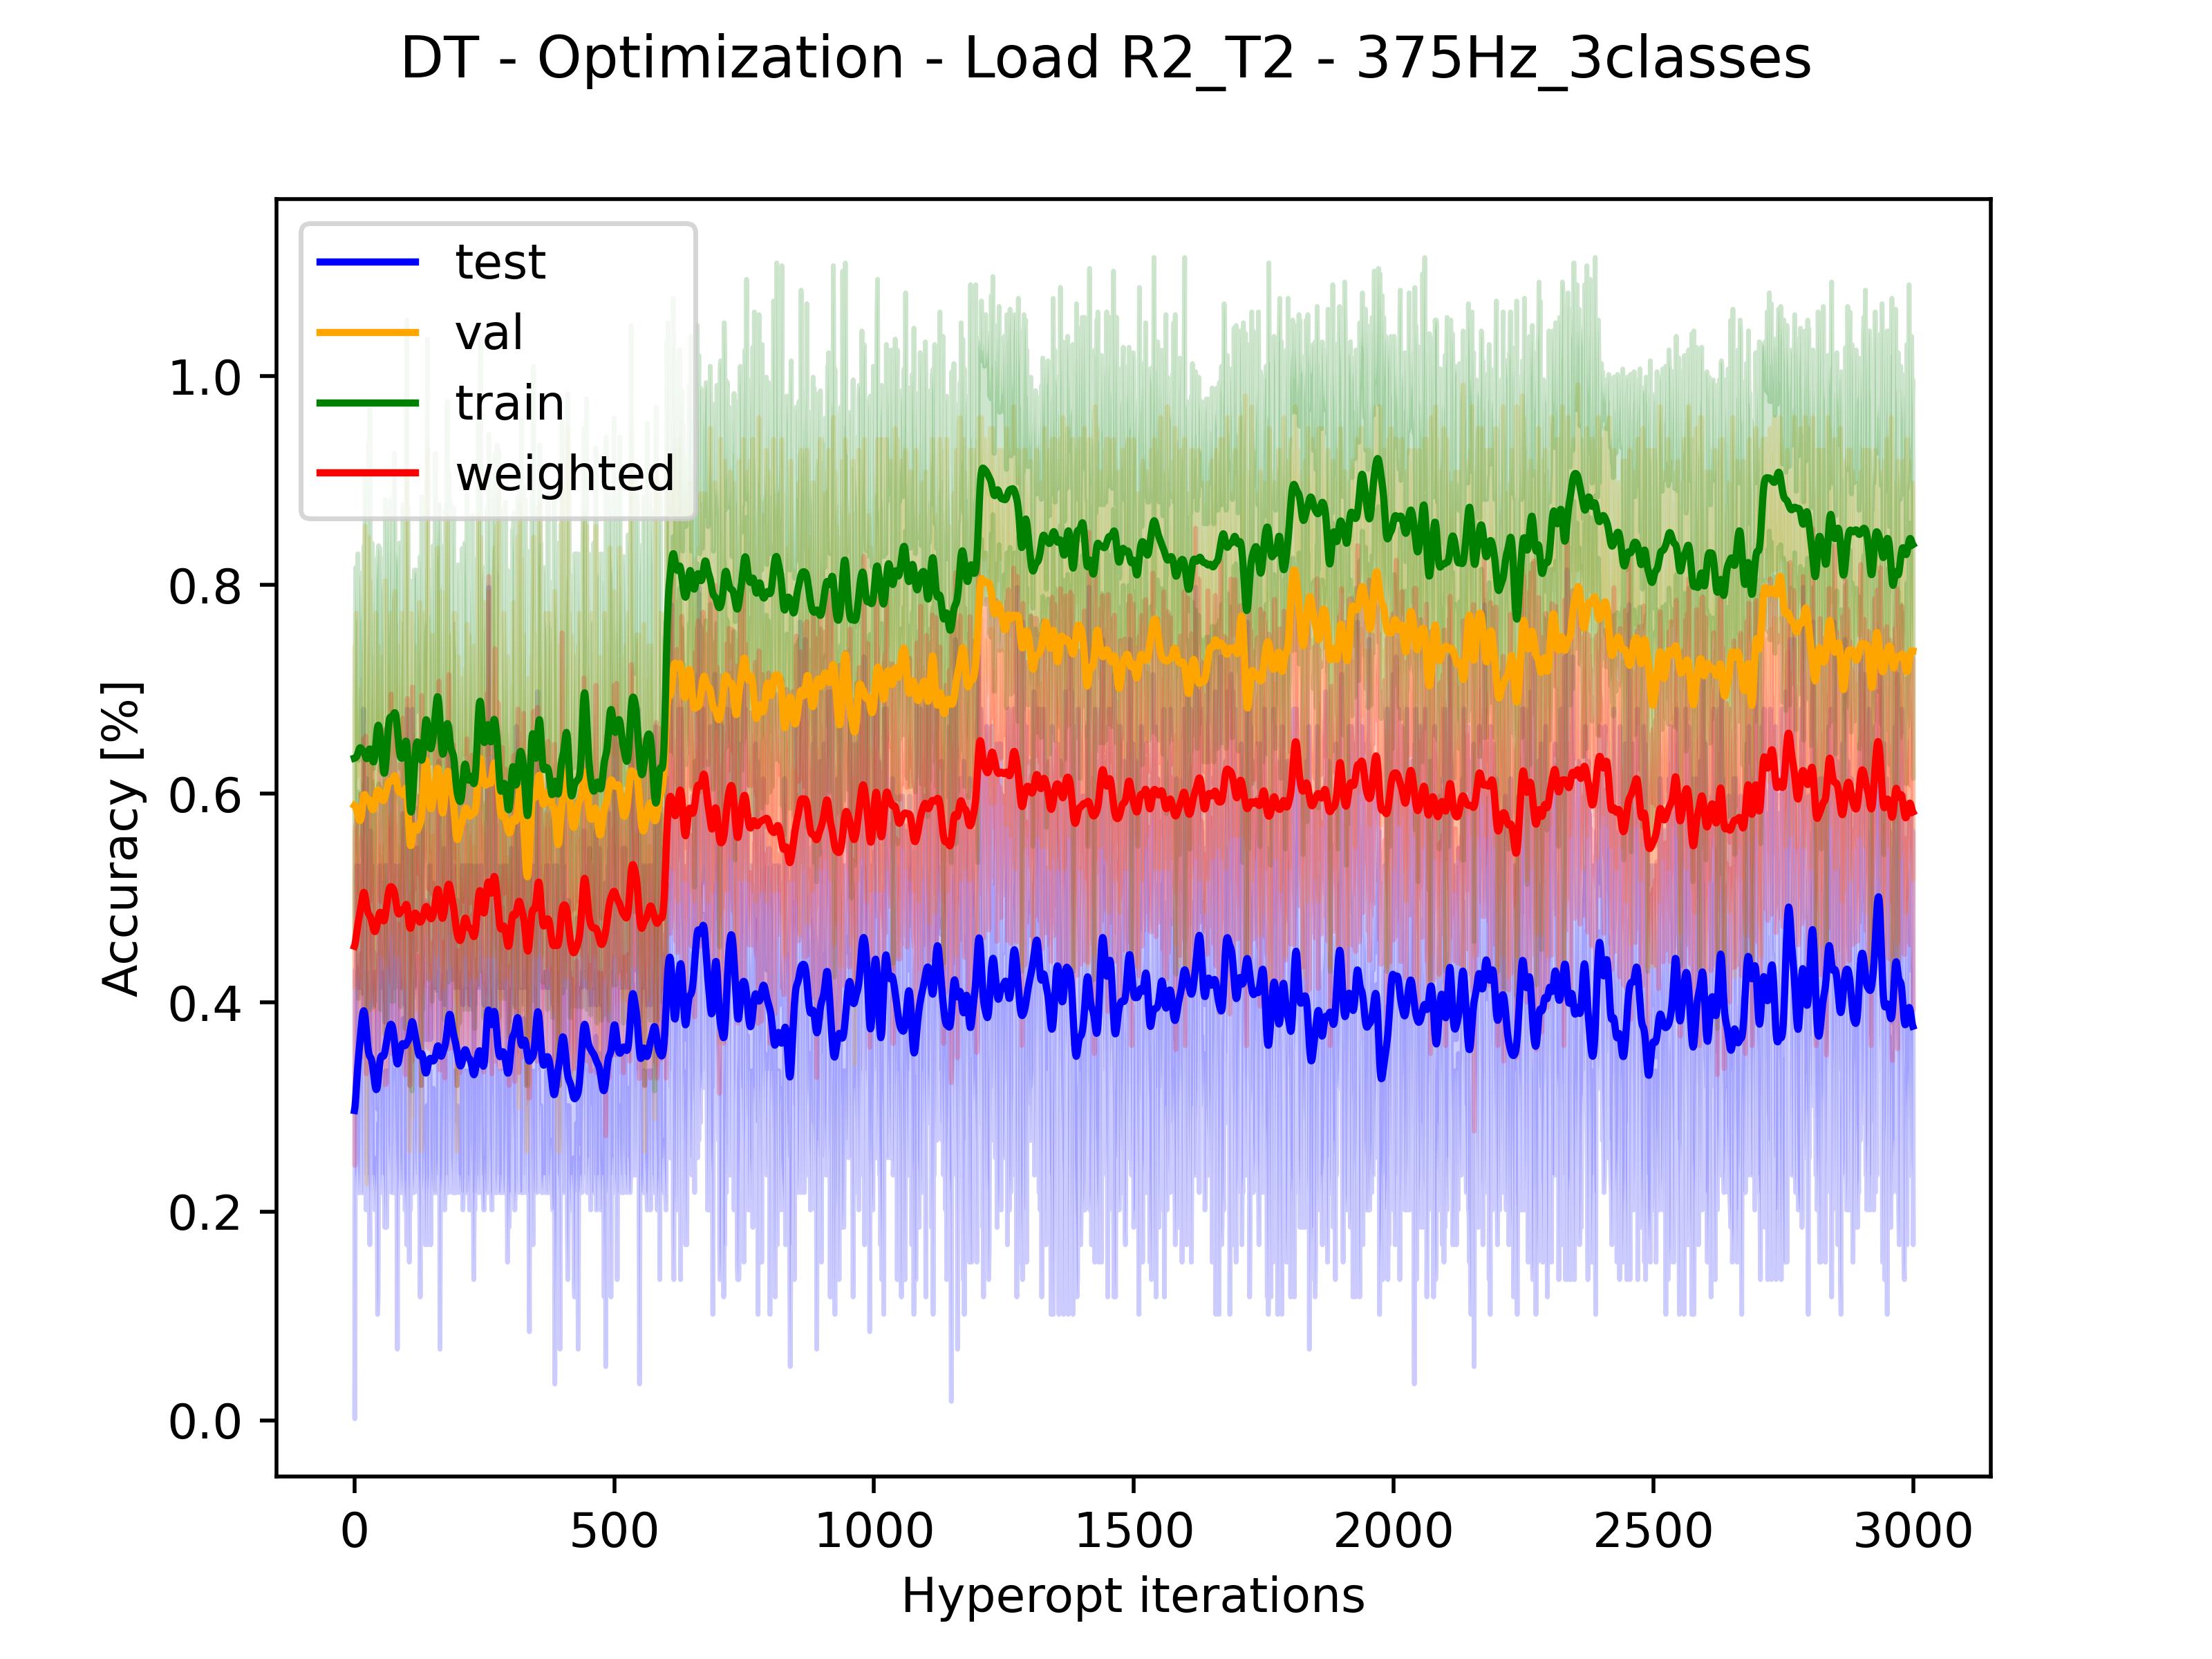 DT - Optimization - Load R2_T2 - 375Hz_3classes
test
val
train
weighted
Accuracy [%]
1.0
0.8
0.6
0.4
0.2
0.0
0 500 1000 1500 2000 2500 3000
Hyperopt iterations